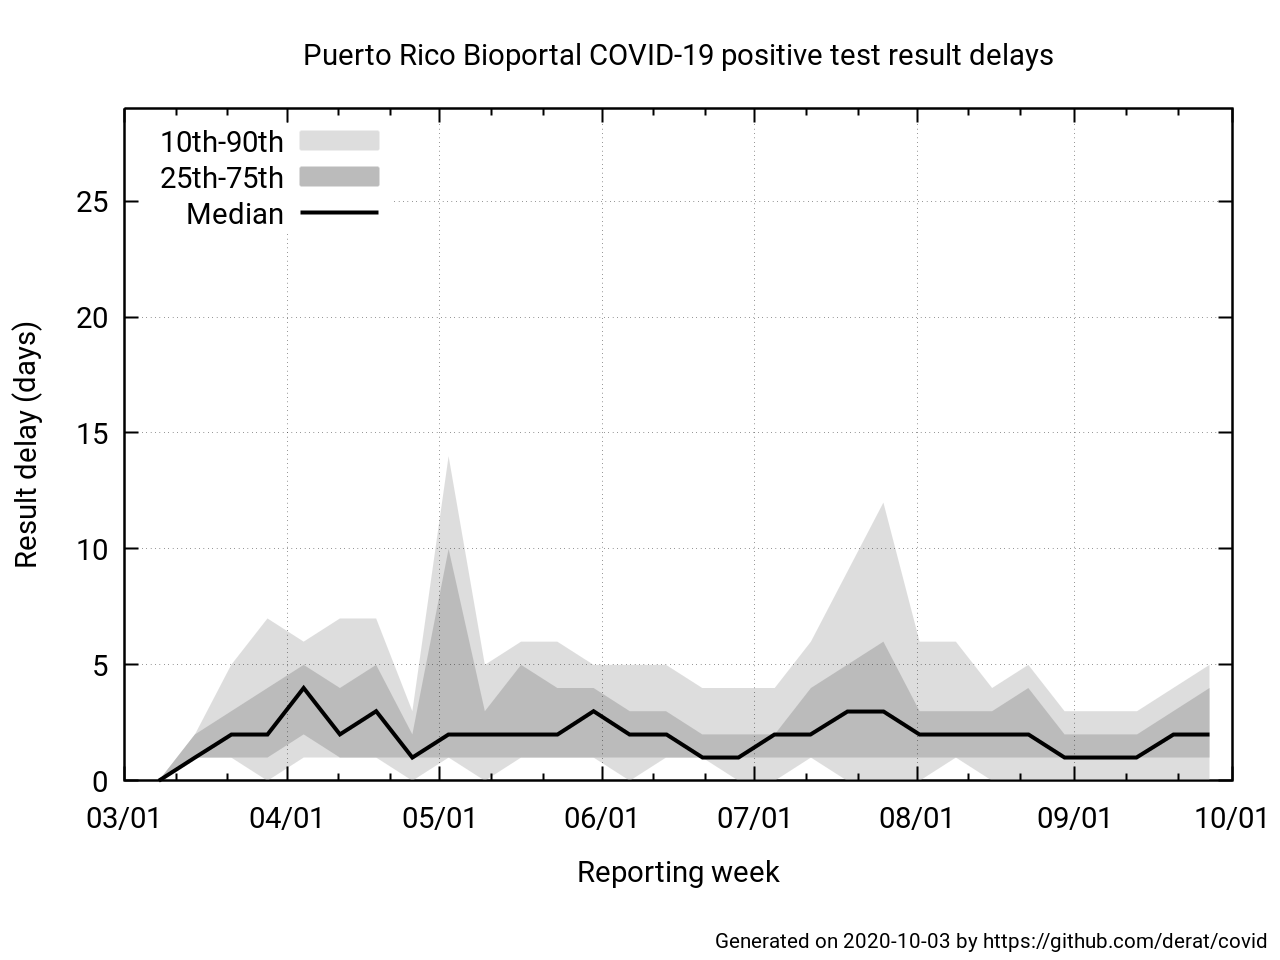 Puerto Rico Bioportal COVID-19 positive test result delays
10th-90th
25th-75th
Median
25
20
15
10
5
0
Result delay (days)
03/01 04/01 05/01 06/01 07/01 08/01 09/01 10/01
Reporting week
Generated on 2020-10-03 by https://github.com/derat/covid